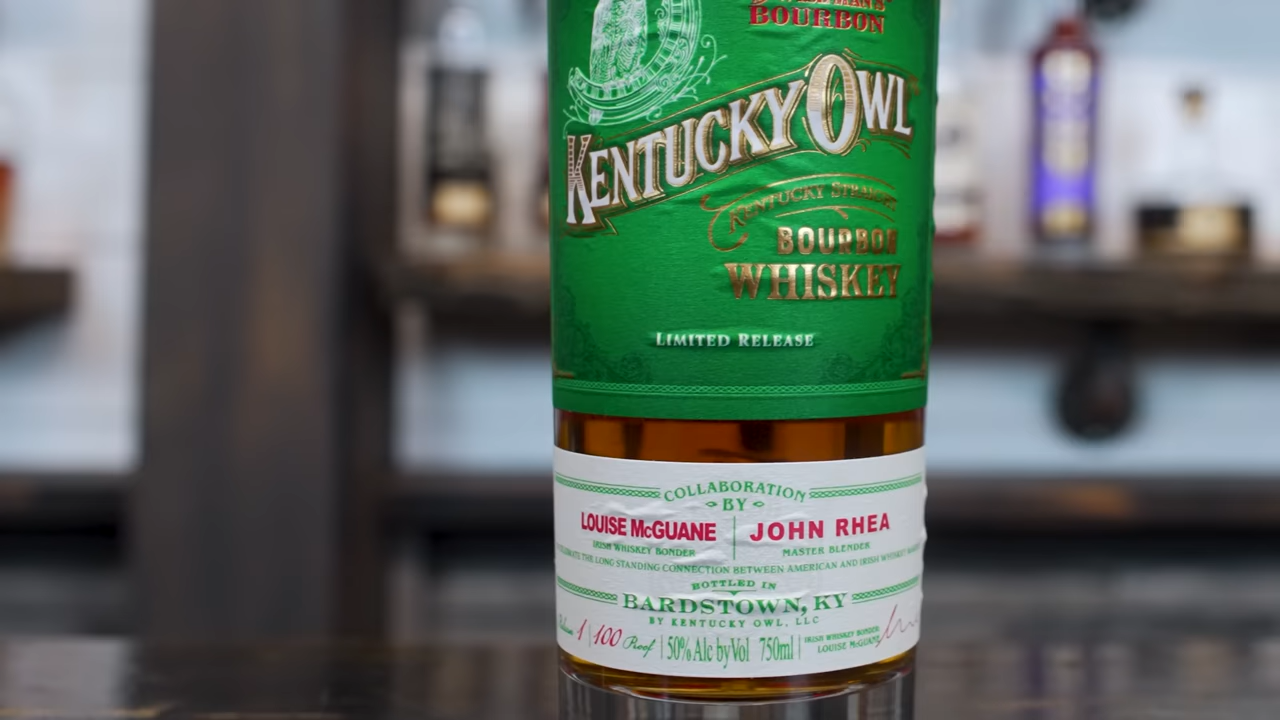 BOURBON
KENTUCKY OWL
KENTUCKY STRAIGHT
BOURBON
WHISKEY
LIMITED RELEASE
COLLABORATION
BY
LOUISE McGUANE
IRISH WHISKEY BONDER
JOHN RHEA
MASTER BLENDER
THE LONG STANDING CONNECTION BETWEEN AMERICAN AND IRISH WHISKEY
BOTTLED IN
BARDSTOWN, KY
BY KENTUCKY OWL, LLC
1 100 Proof 50% Alc by Vol 750ml
IRISH WHISKEY BONDER
LOUISE McGUANE